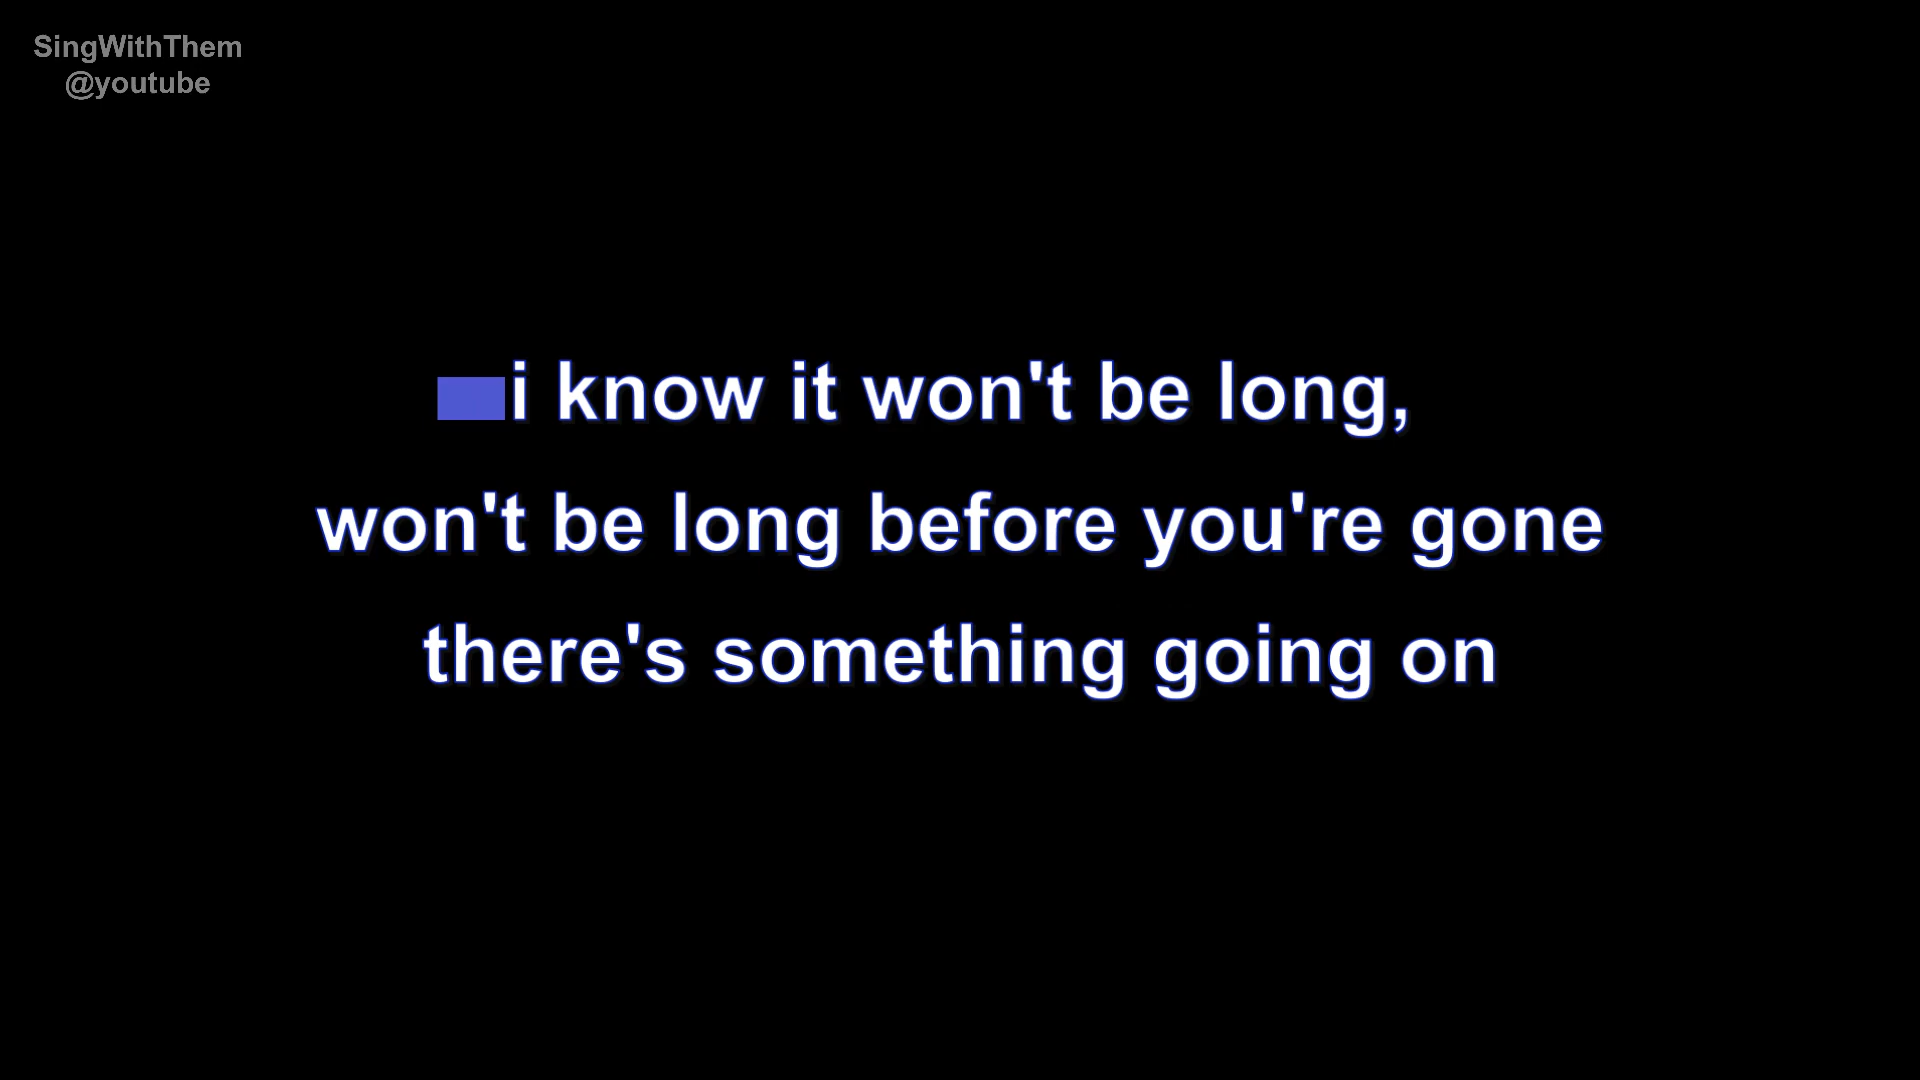 SingWithThem
@youtube
i know it won't be long,
won't be long before you're gone
there's something going on